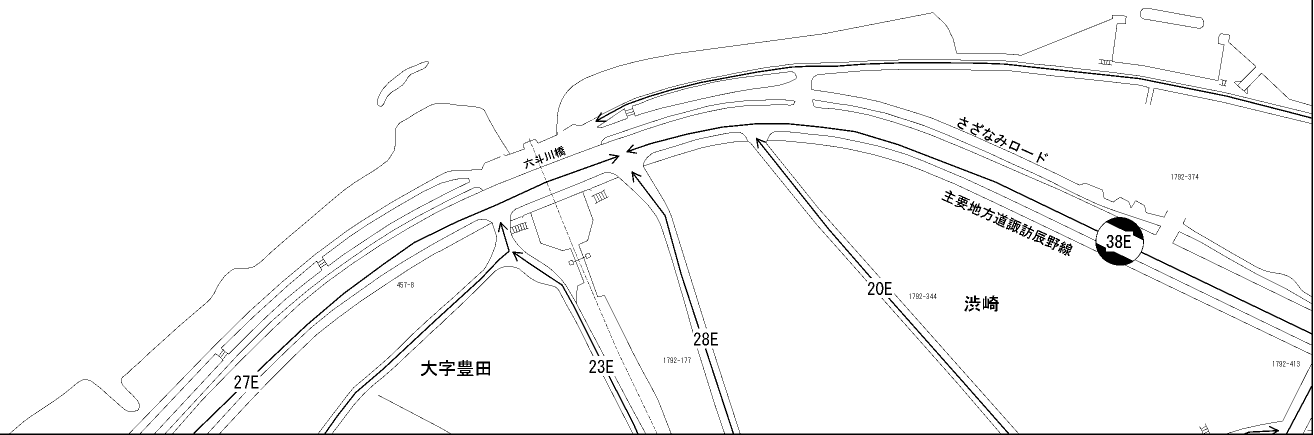 さざなみロード
六斗川橋
1792-374
主要地方道諏訪辰野線
38E
457-8
20E
1792-344
渋崎
28E
1792-177
1792-413
大字豊田
23E
27E